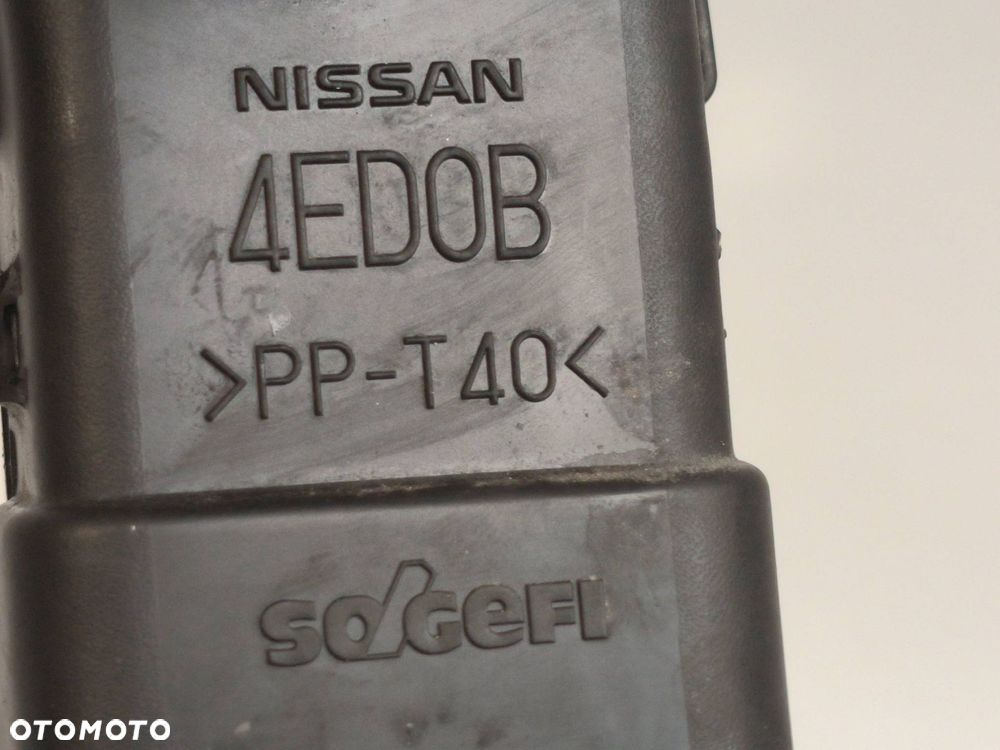 NISSAN
4ED0B
>PP-T40<
SOGEFI
OTOMOTO